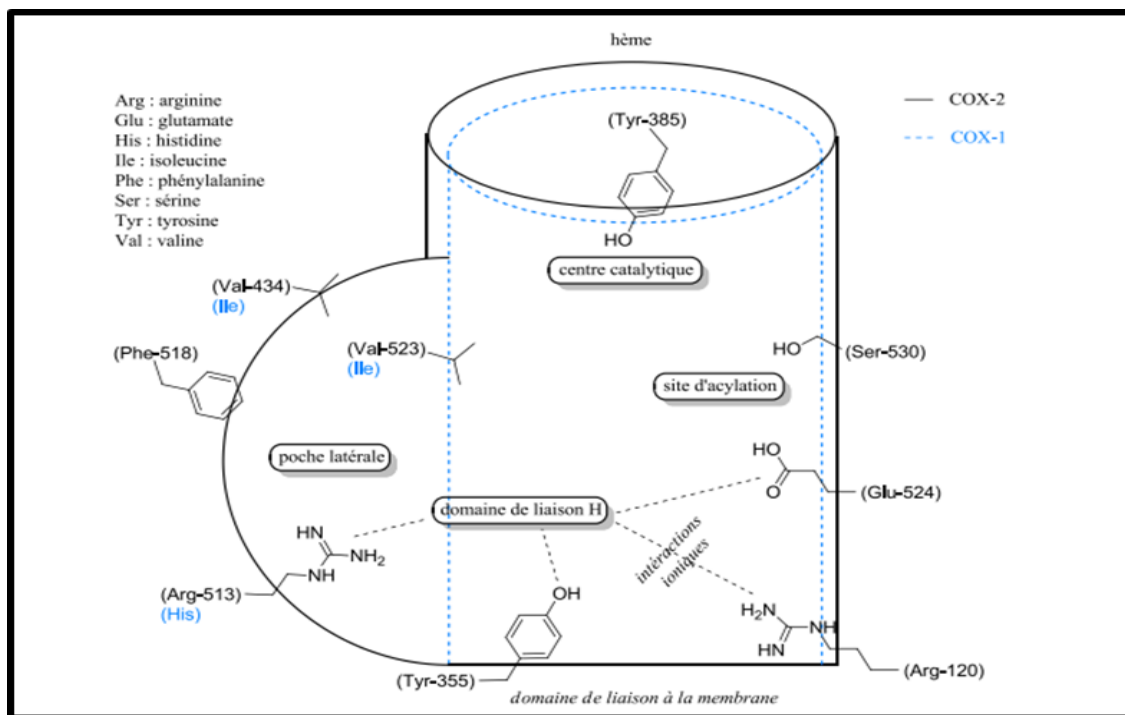 hème
Arg : arginine
Glu : glutamate
His : histidine
Ile : isoleucine
Phe : phénylalanine
Ser : sérine
Tyr : tyrosine
Val : valine
COX-2
COX-1
(Tyr-385)
HO
centre catalytique
(Val-434)
(Ile)
(Phe-518)
(Val-523)
(Ile)
HO
(Ser-530)
site d'acylation
poche latérale
HO
O
(Glu-524)
domaine de liaison H
intéractions
ioniques
HN
NH₂
NH
(Arg-513)
(His)
OH
(Tyr-355)
H₂N
NH
NH
(Arg-120)
domaine de liaison à la membrane